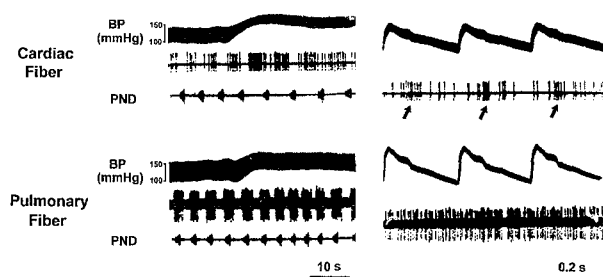 BP
(mmHg)
150
100
Cardiac
Fiber
PND
BP
(mmHg)
150
100
Pulmonary
Fiber
PND
10 s
0.2 s